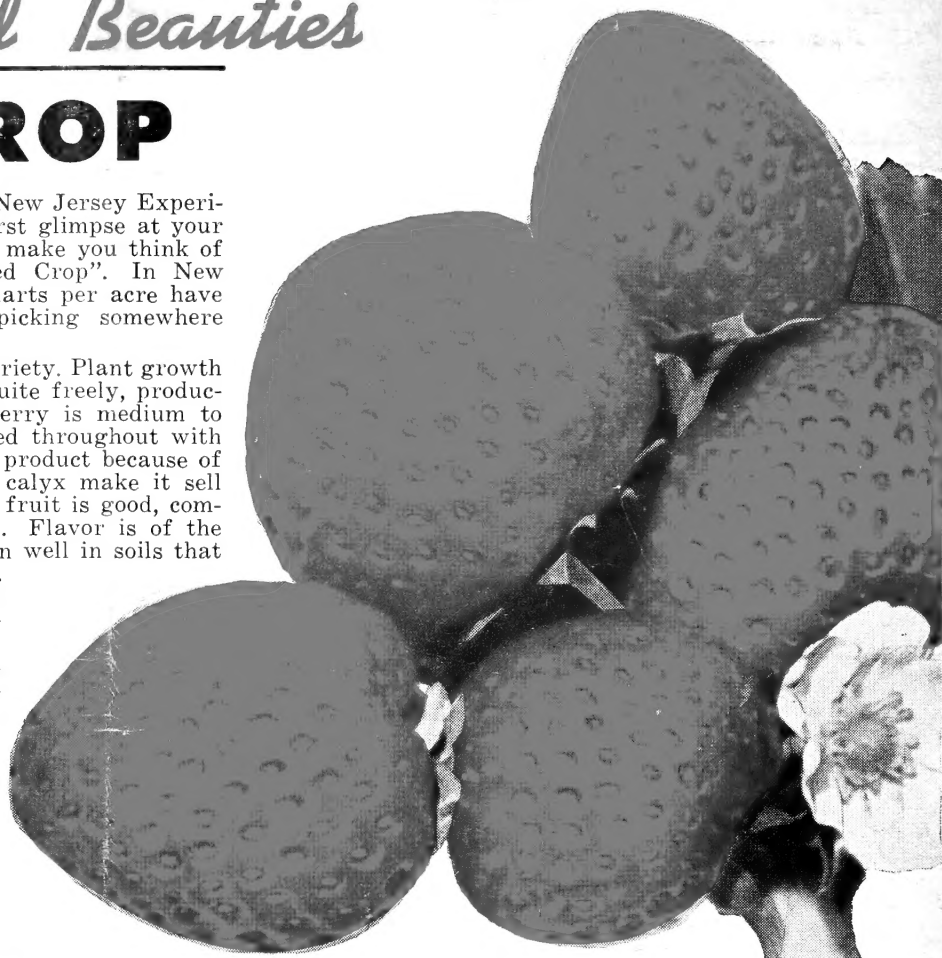 Beauties
ROP
New Jersey Experi-
rst glimpse at your
make you think of
ed Crop". In New
arts per acre have
picking somewhere
riety. Plant growth
uite freely, produc-
erry is medium to
ed throughout with
product because of
calyx make it sell
fruit is good, com-
. Flavor is of the
n well in soils that